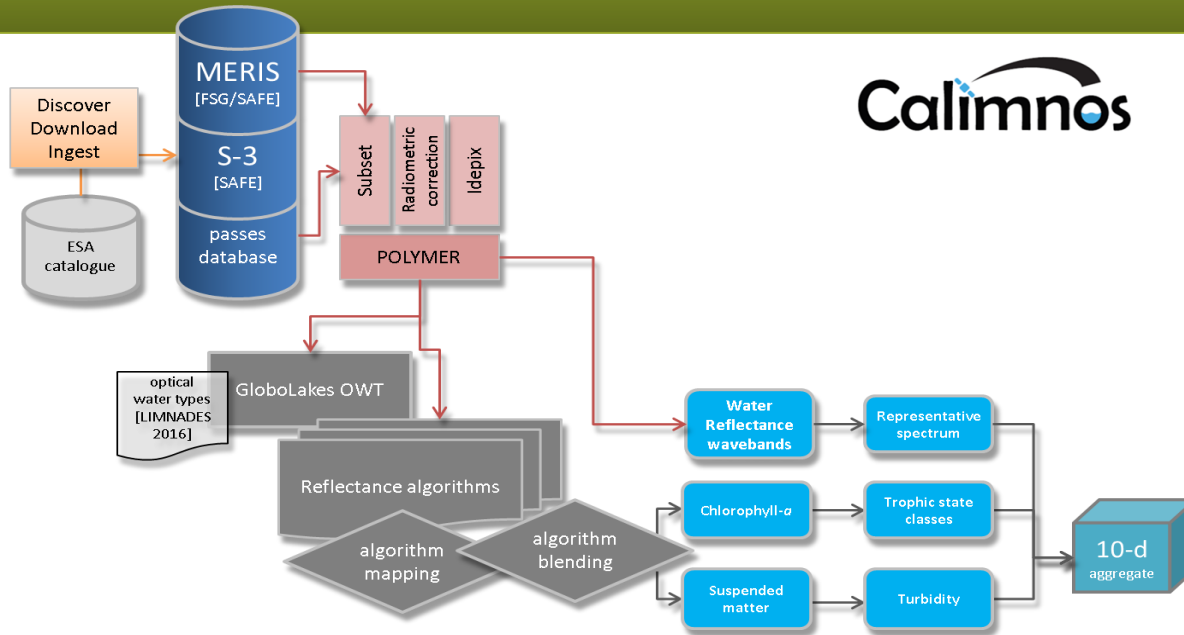 MERIS
[FSG/SAFE]
S-3
[SAFE]
passes
database
Discover
Download
Ingest
ESA
catalogue
Subset
Radiometric
correction
Idepix
POLYMER
Calimnos
GloboLakes OWT
optical
water types
[LIMNADES
2016]
Reflectance algorithms
algorithm
mapping
algorithm
blending
Water
Reflectance
wavebands
Representative
spectrum
Chlorophyll-a
Trophic state
classes
Suspended
matter
Turbidity
10-d
aggregate